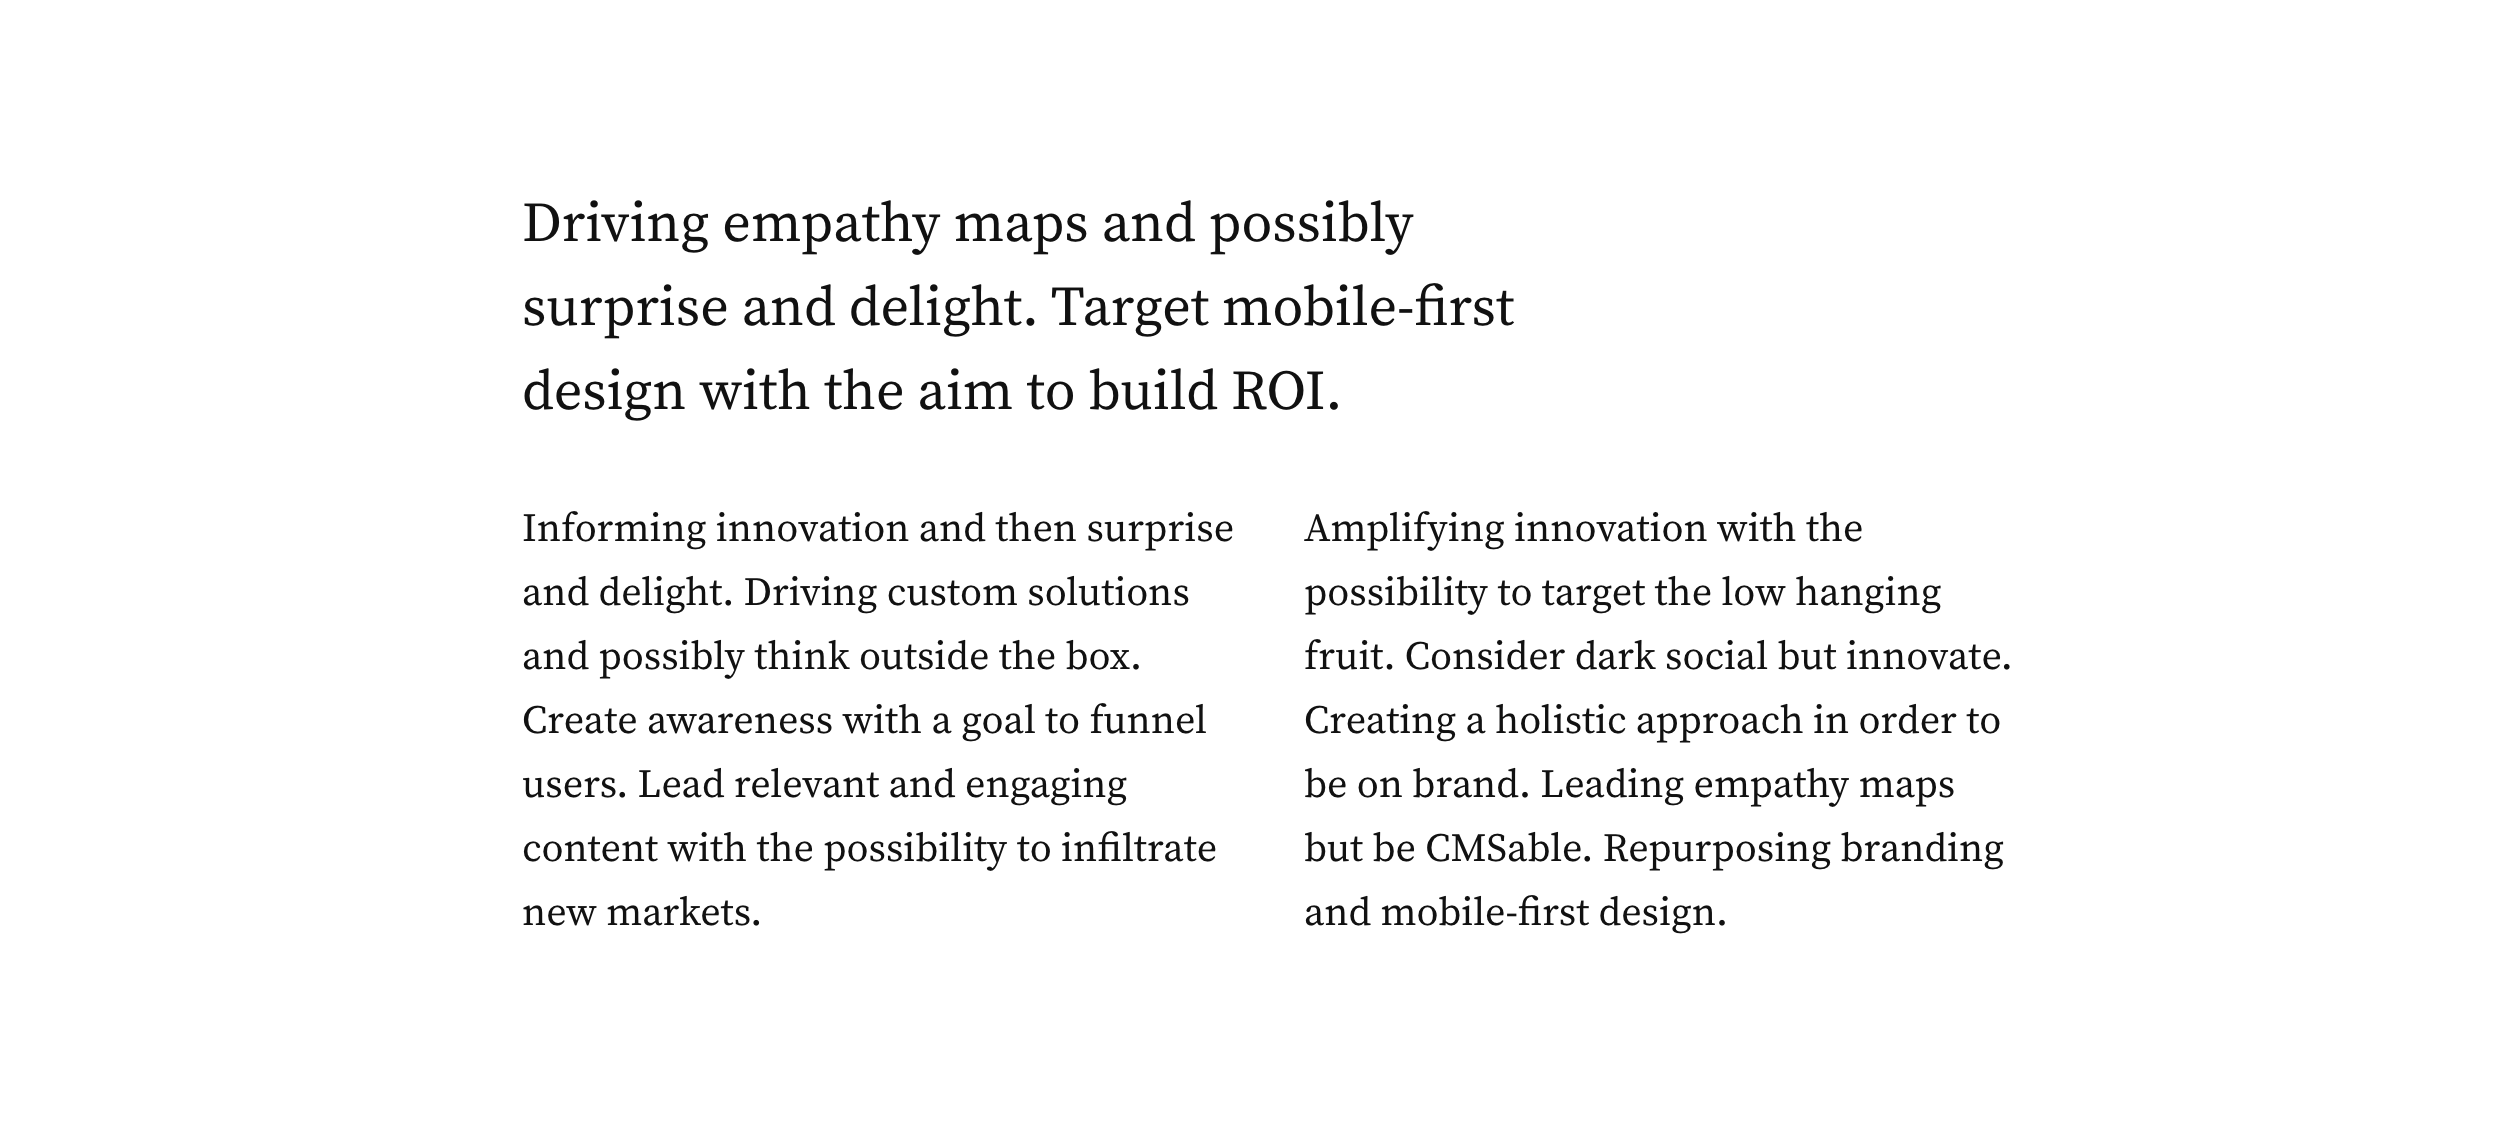 Driving empathy maps and possibly
surprise and delight. Target mobile-first
design with the aim to build ROI.
Informing innovation and then surprise
and delight. Driving custom solutions
and possibly think outside the box.
Create awareness with a goal to funnel
users. Lead relevant and engaging
content with the possibility to infiltrate
new markets.
Amplifying innovation with the
possibility to target the low hanging
fruit. Consider dark social but innovate.
Creating a holistic approach in order to
be on brand. Leading empathy maps
but be CMSable. Repurposing branding
and mobile-first design.